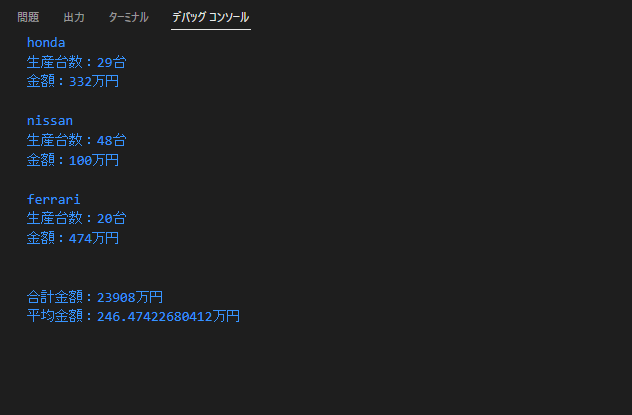 問題 出力 ターミナル デバッグ コンソール
honda
生産台数：29台
金額：332万円
nissan
生産台数：48台
金額：100万円
ferrari
生産台数：20台
金額：474万円
合計金額：23908万円
平均金額：246.47422680412万円